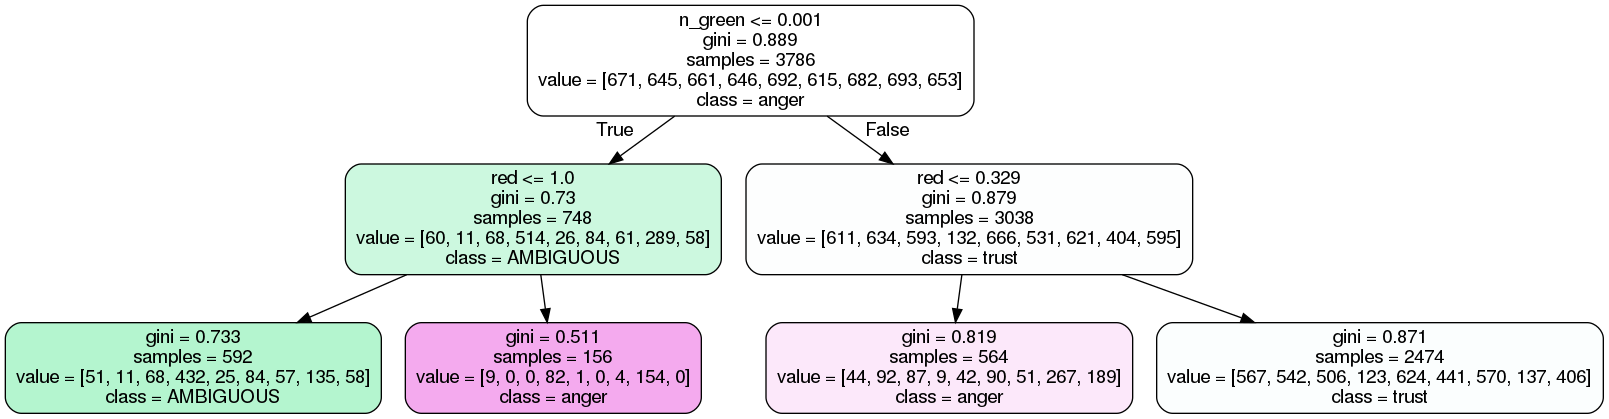 n_green <= 0.001
gini = 0.889
samples = 3786
value = [671, 645, 661, 646, 692, 615, 682, 693, 653]
class = anger
True
False
red <= 1.0
gini = 0.73
samples = 748
value = [60, 11, 68, 514, 26, 84, 61, 289, 58]
class = AMBIGUOUS
red <= 0.329
gini = 0.879
samples = 3038
value = [611, 634, 593, 132, 666, 531, 621, 404, 595]
class = trust
gini = 0.733
samples = 592
value = [51, 11, 68, 432, 25, 84, 57, 135, 58]
class = AMBIGUOUS
gini = 0.511
samples = 156
value = [9, 0, 0, 82, 1, 0, 4, 154, 0]
class = anger
gini = 0.819
samples = 564
value = [44, 92, 87, 9, 42, 90, 51, 267, 189]
class = anger
gini = 0.871
samples = 2474
value = [567, 542, 506, 123, 624, 441, 570, 137, 406]
class = trust